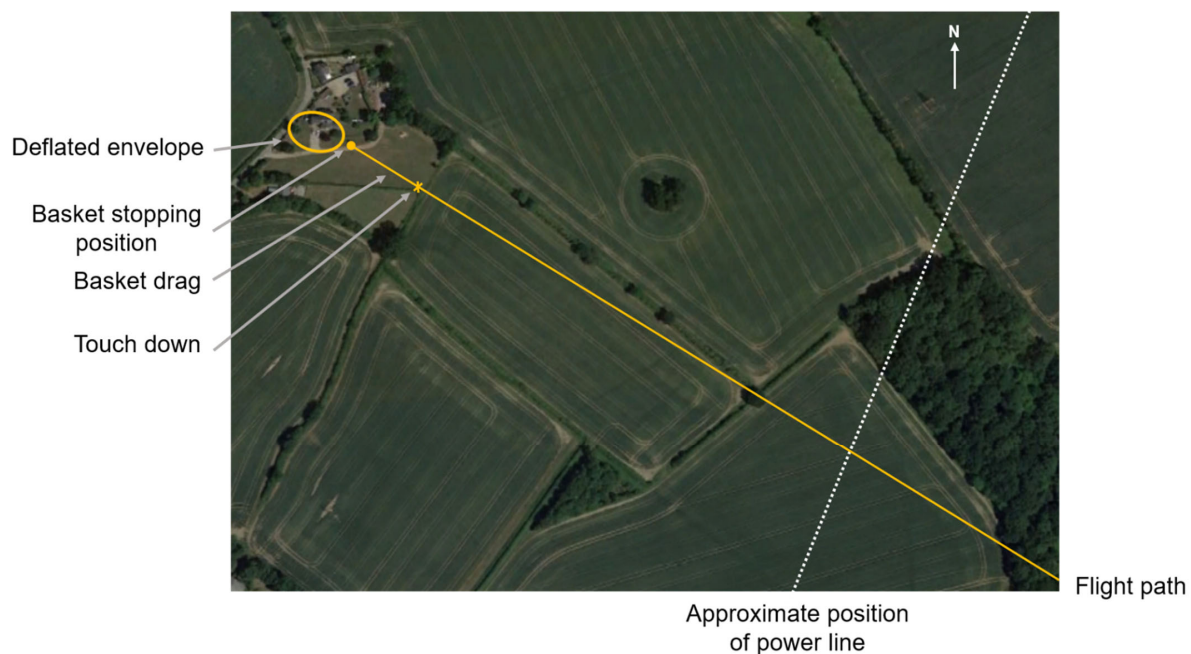 N
Deflated envelope
Basket stopping
position
Basket drag
Touch down
Flight path
Approximate position
of power line